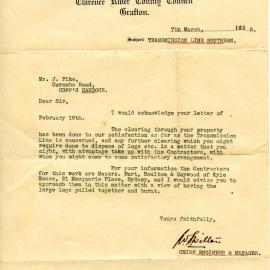 Clarence River County Council
Grafton.
7th March, 1933.
Subject: TRANSMISSION LINE SOUTHERN.
Mr. J. Pike,
Coramba Road,
COFF'S HARBOUR.
Dear Sir,
I would acknowledge your letter of
February 18th.
The clearing through your property
has been done to our satisfaction as far as the Transmission
Line is concerned, and any further clearing which you might
require done to dispose of logs etc. is a matter that you
might, with advantage take up with the Contractors, with
whom you might come to some satisfactory arrangement.
For your information the Contractors
for this work are Messrs. Burt, Boulton & Haywood of Kyle
House, 31 Macquarie Place, Sydney, and I would advise you to
approach them in this matter with a view of having the
large logs pulled together and burnt.
Yours faithfully,
CHIEF ENGINEER & MANAGER.